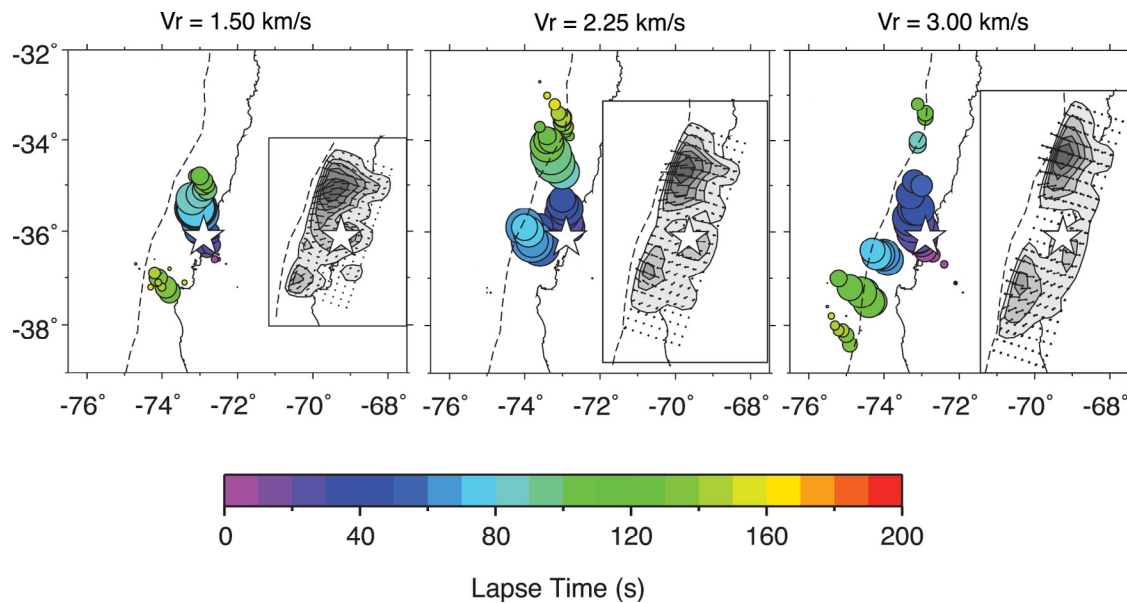 Vr = 1.50 km/s Vr = 2.25 km/s Vr = 3.00 km/s
-32°
-34°
-36°
-38°
-76° -74° -72° -70° -68° -76° -74° -72° -70° -68° -76° -74° -72° -70° -68°
0 40 80 120 160 200
Lapse Time (s)